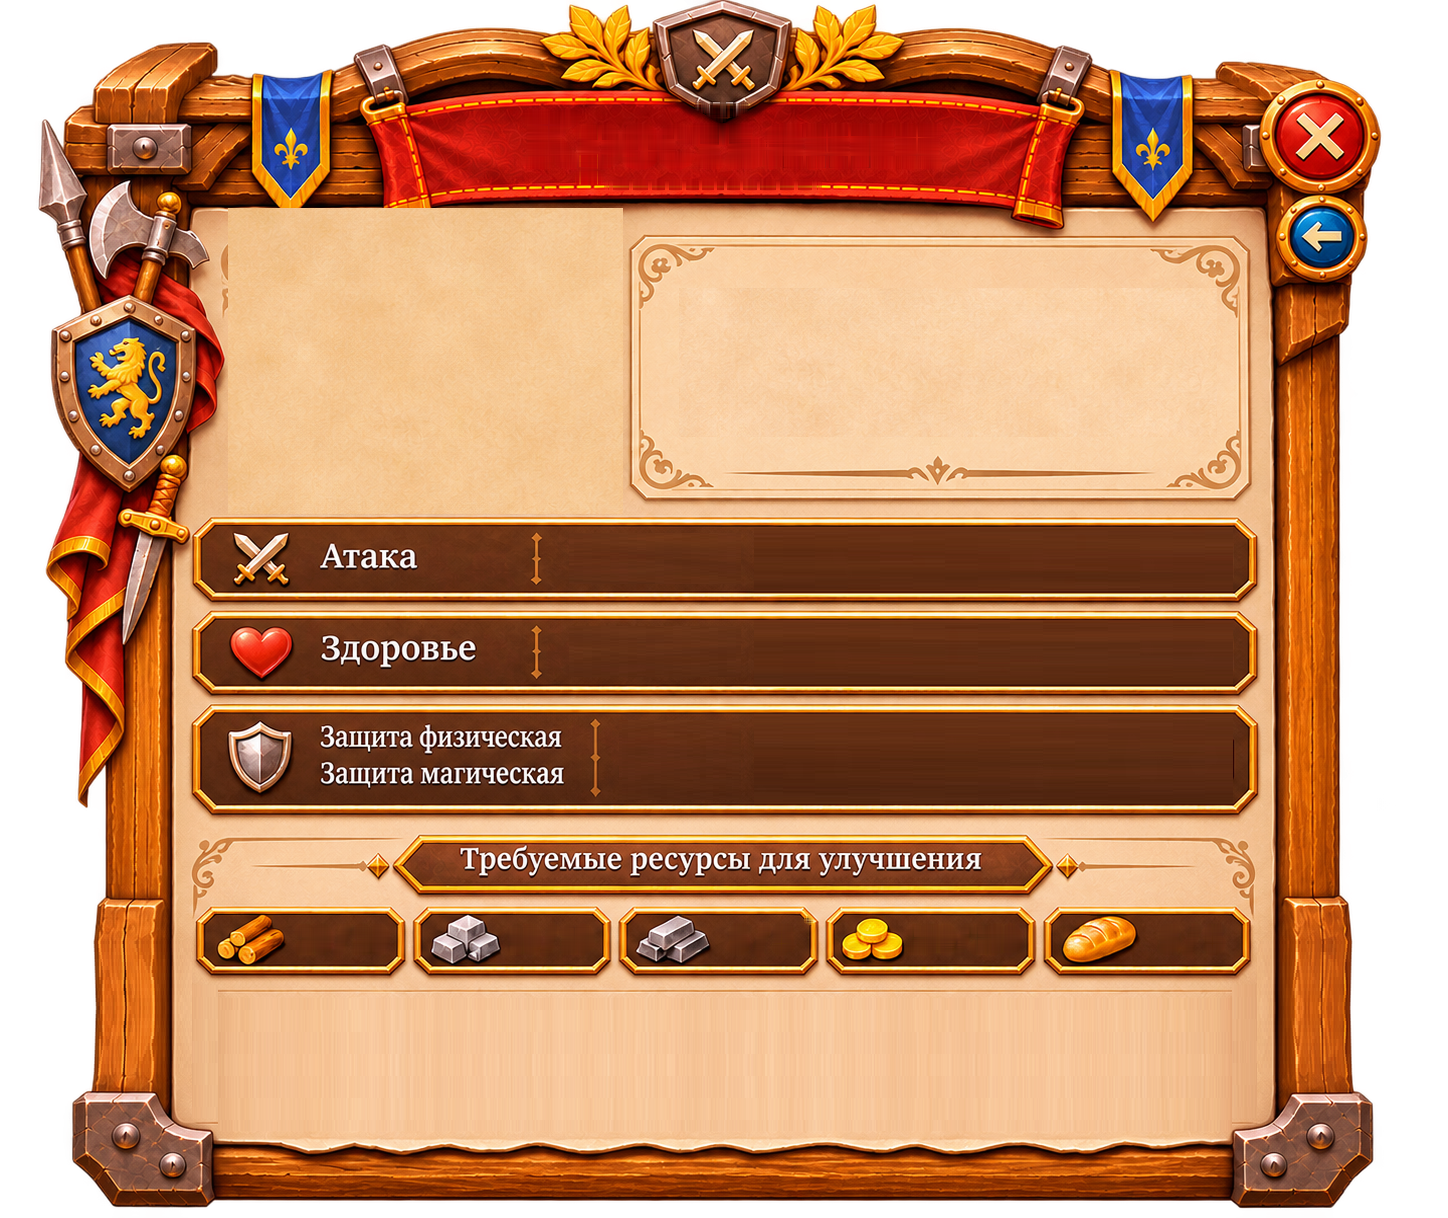 Атака
Здоровье
Защита физическая
Защита магическая
Требуемые ресурсы для улучшения